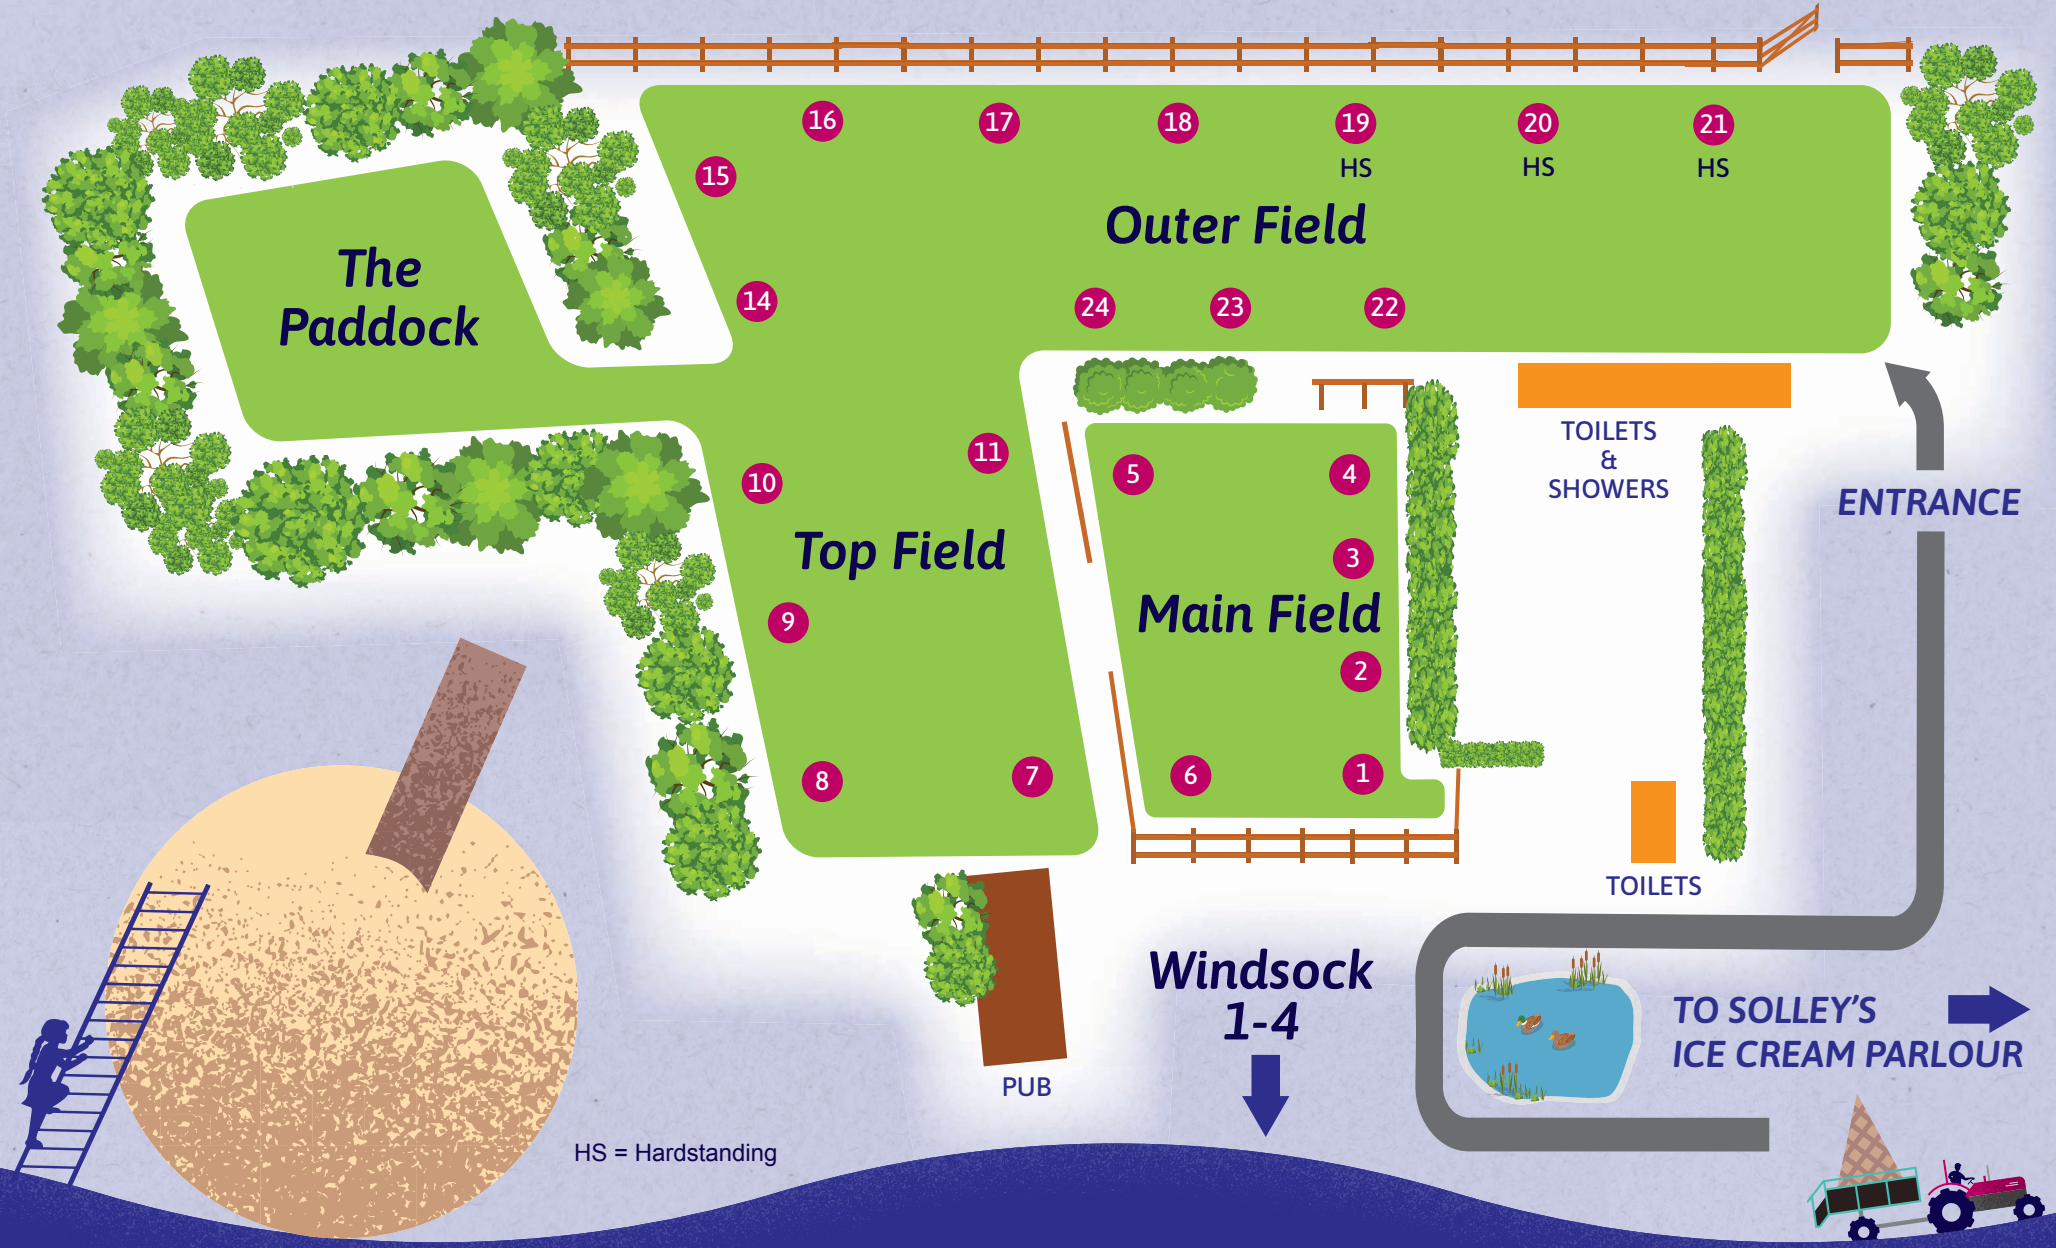 16
17
18
19
20
21
HS
HS
HS
15
Outer Field
The
Paddock
14
24
23
22
11
10
5
4
TOILETS
&
SHOWERS
ENTRANCE
Top Field
3
Main Field
9
2
8
7
6
1
TOILETS
Windsock
1-4
TO SOLLEY'S
ICE CREAM PARLOUR
PUB
HS = Hardstanding